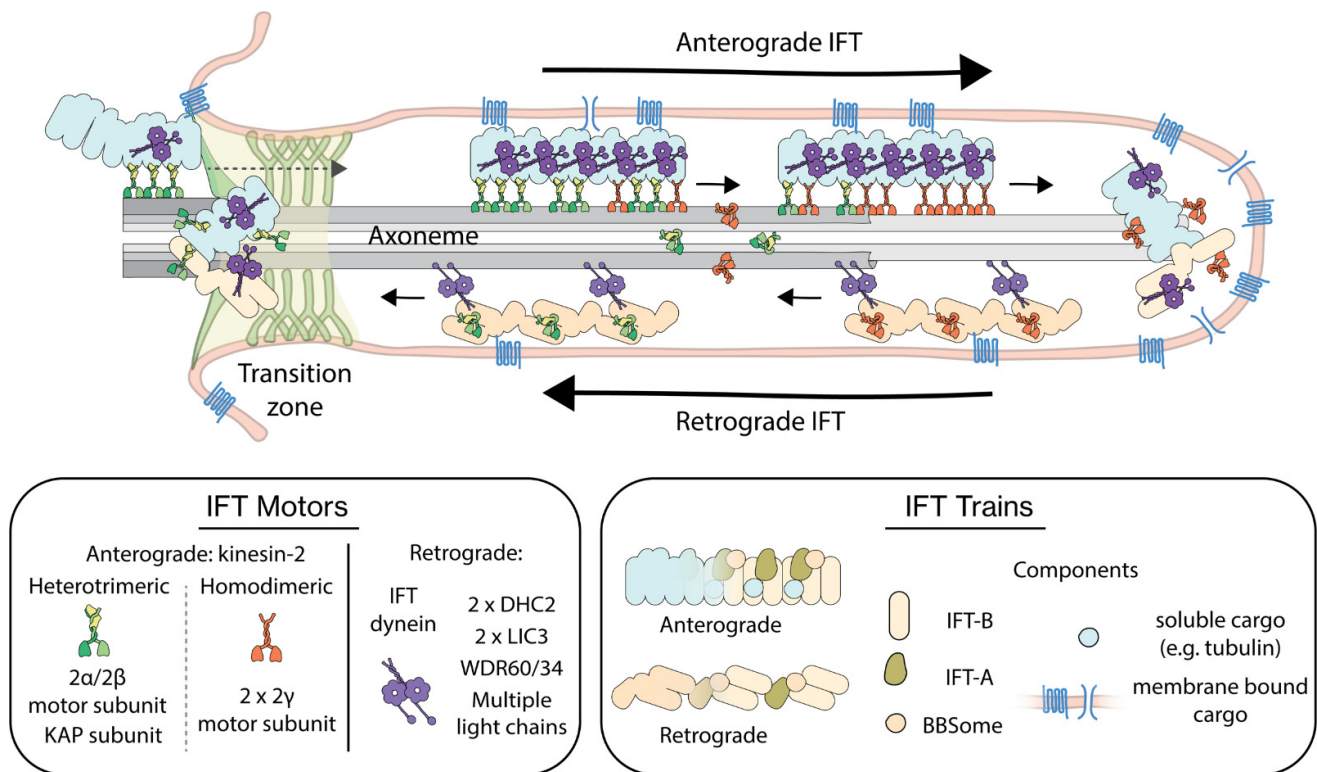 Anterograde IFT
Axoneme
Transition
zone
Retrograde IFT
IFT Motors
Anterograde: kinesin-2
Heterotrimeric
2α/2β
motor subunit
KAP subunit
Homodimeric
2 x 2γ
motor subunit
Retrograde:
IFT
dynein
2 x DHC2
2 x LIC3
WDR60/34
Multiple
light chains
IFT Trains
Anterograde
Retrograde
Components
IFT-B
IFT-A
BBSome
soluble cargo
(e.g. tubulin)
membrane bound
cargo